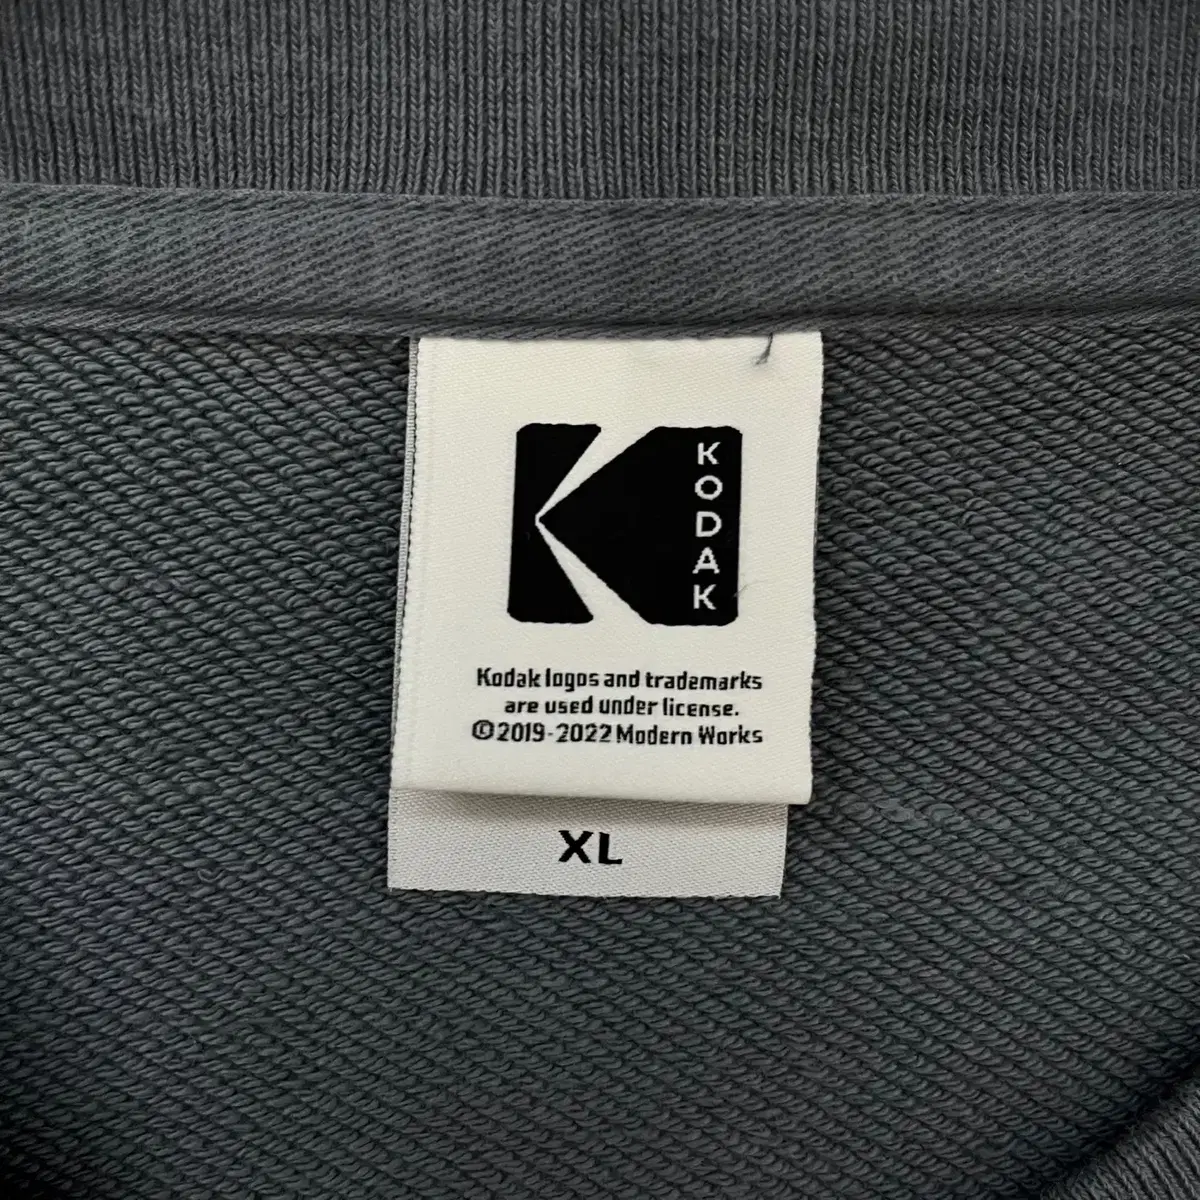 KODAK
Kodak logos and trademarks
are used under license.
©2019-2022 Modern Works
XL